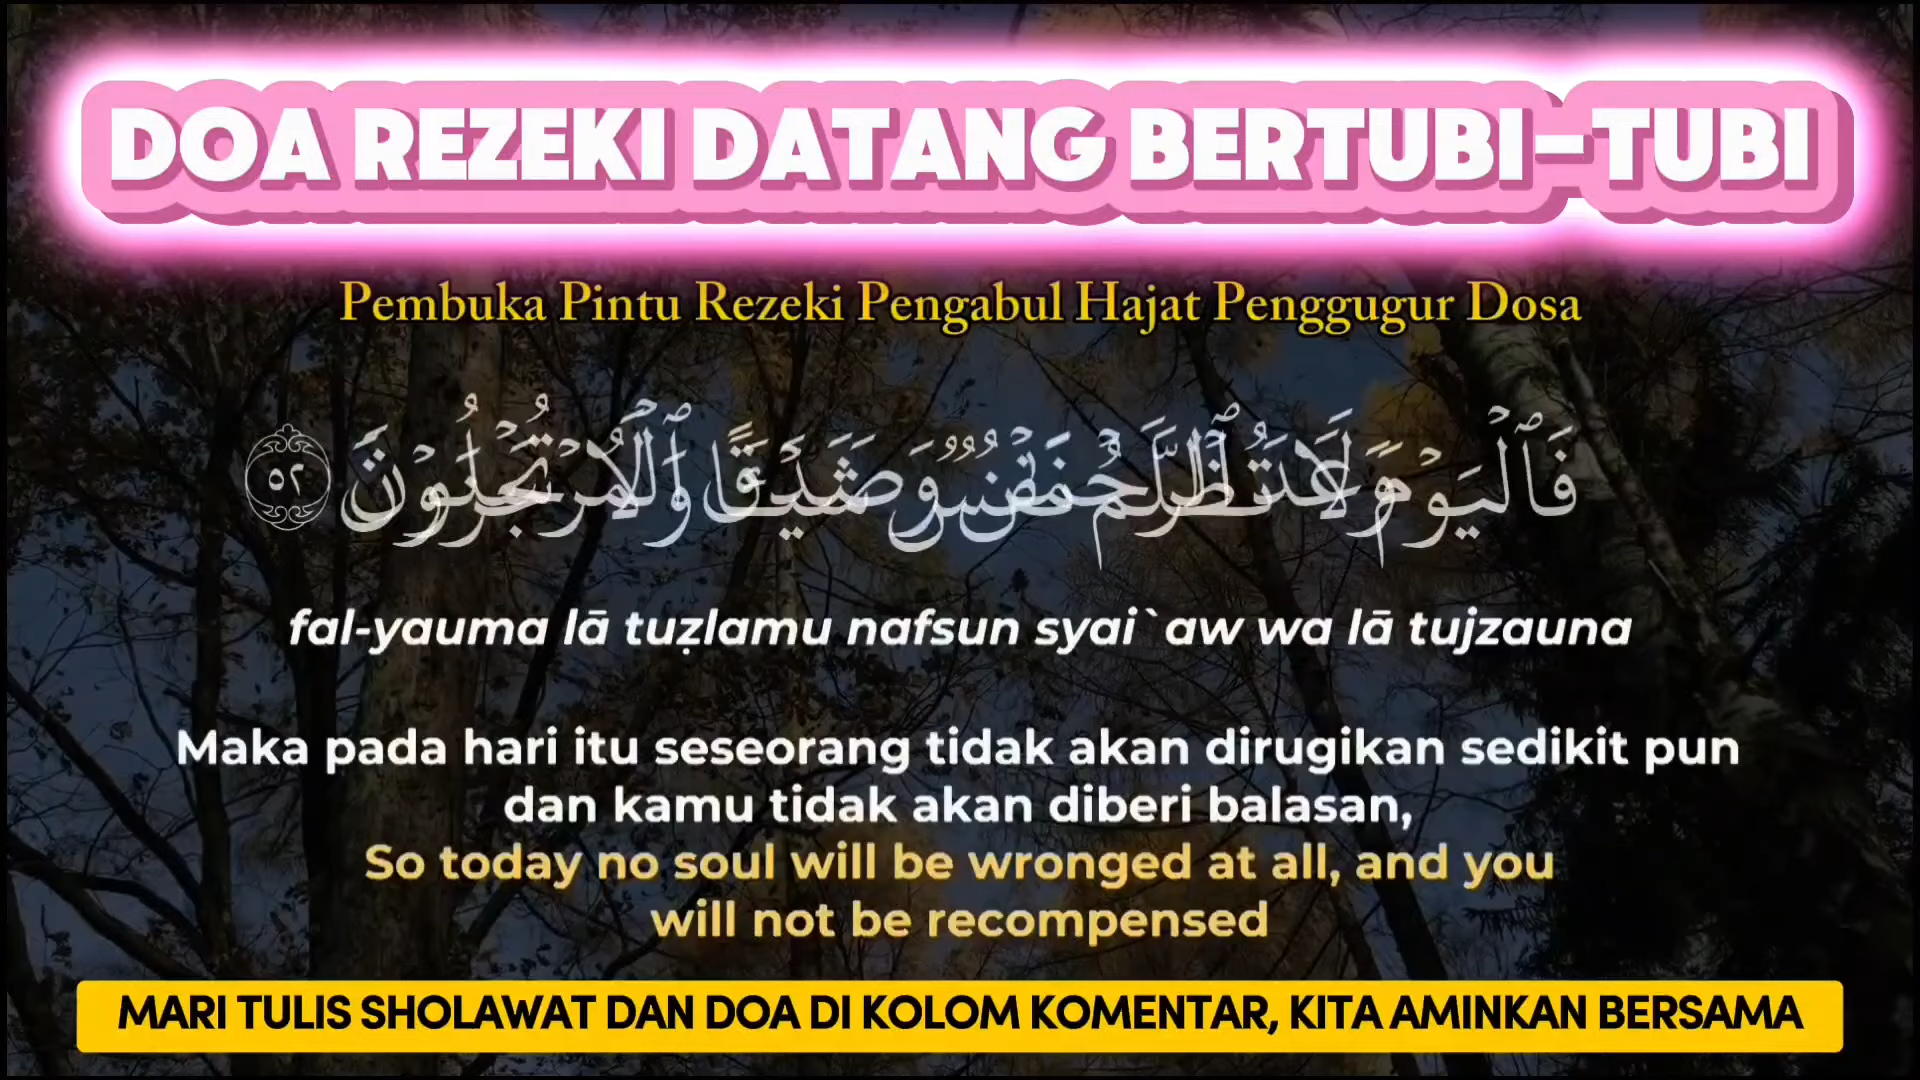 DOA REZEKI DATANG BERTUBI-TUBI
Pembuka Pintu Rezeki Pengabul Hajat Penggugur Dosa
فَالْيَوْمَ
fal-yauma lā tuẓlamu nafsun syai`aw wa lā tujzauna
Maka pada hari itu seseorang tidak akan dirugikan sedikit pun
dan kamu tidak akan diberi balasan,
So today no soul will be wronged at all, and you
will not be recompensed
MARI TULIS SHOLAWAT DAN DOA DI KOLOM KOMENTAR, KITA AMINKAN BERSAMA